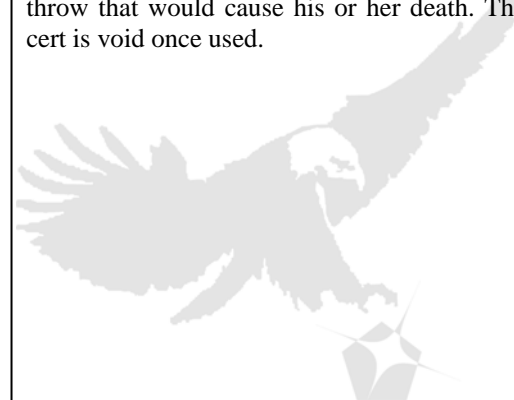 throw that would cause his or her death. Th
cert is void once used.